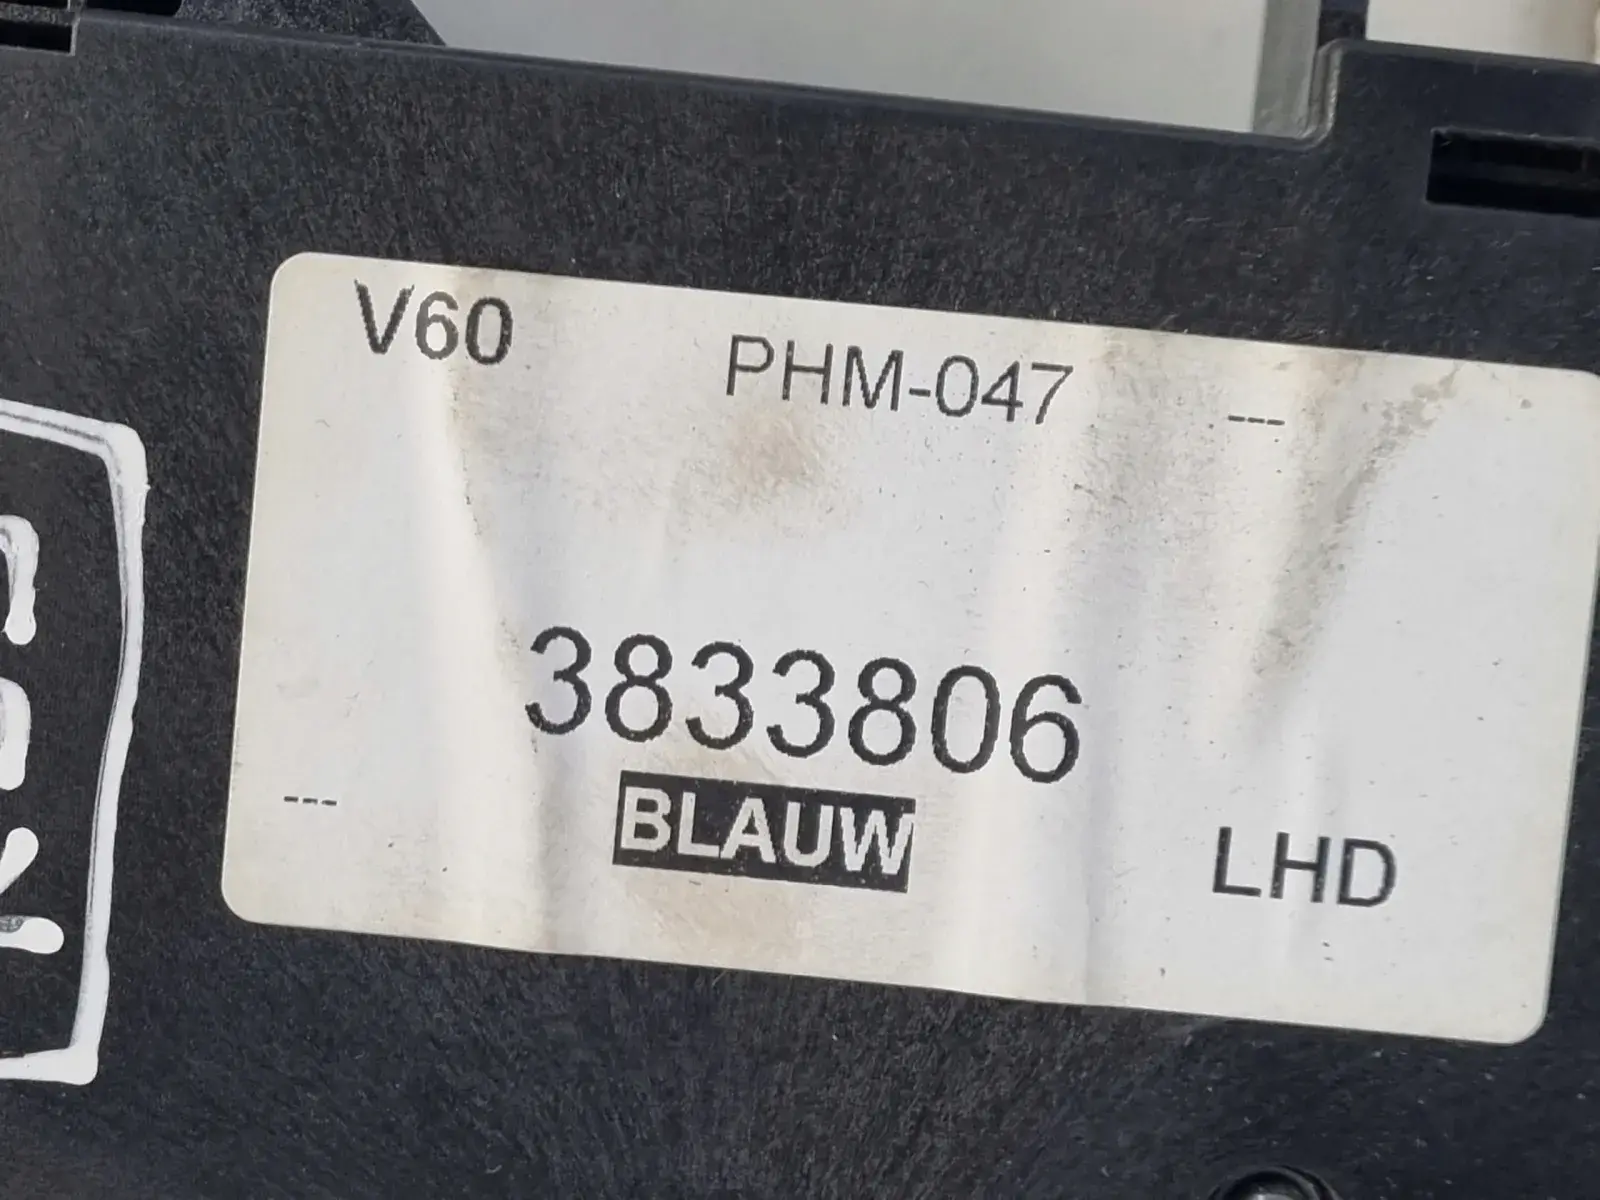 V60 PHM-047 ---
3833806
--- BLAUW LHD